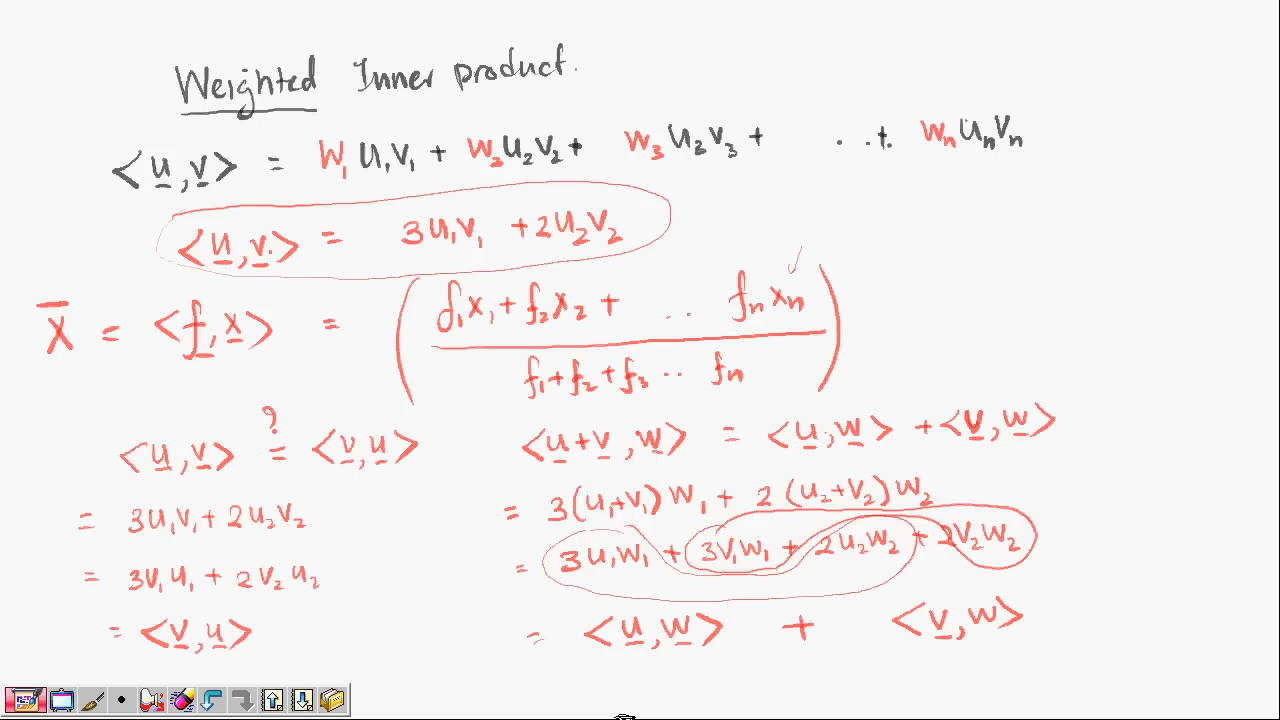 Weighted Inner product.
<u,v> = W₁ U₁V₁ + W₂ U₂V₂ + W₃ U₃V₃ + . .. t. Wₙ UₙVₙ
<u,v.> = 3U₁V₁ + 2U₂V₂
X̄ = <f,x> = ( f₁x₁ + f₂x₂ + .. fₙxₙ
f₁+f₂+f₃ .. fₙ )
<u,v> ?= <v,u>
= 3U₁V₁ + 2U₂V₂
= 3V₁U₁ + 2V₂U₂
= <v,u>
<u+v,w> = <u,w> + <v,w>
= 3(U₁+V₁)W₁ + 2(U₂+V₂)W₂
= 3U₁W₁ + 3V₁W₁ + 2U₂W₂ + 2V₂W₂
= <u,w> + <v,w>